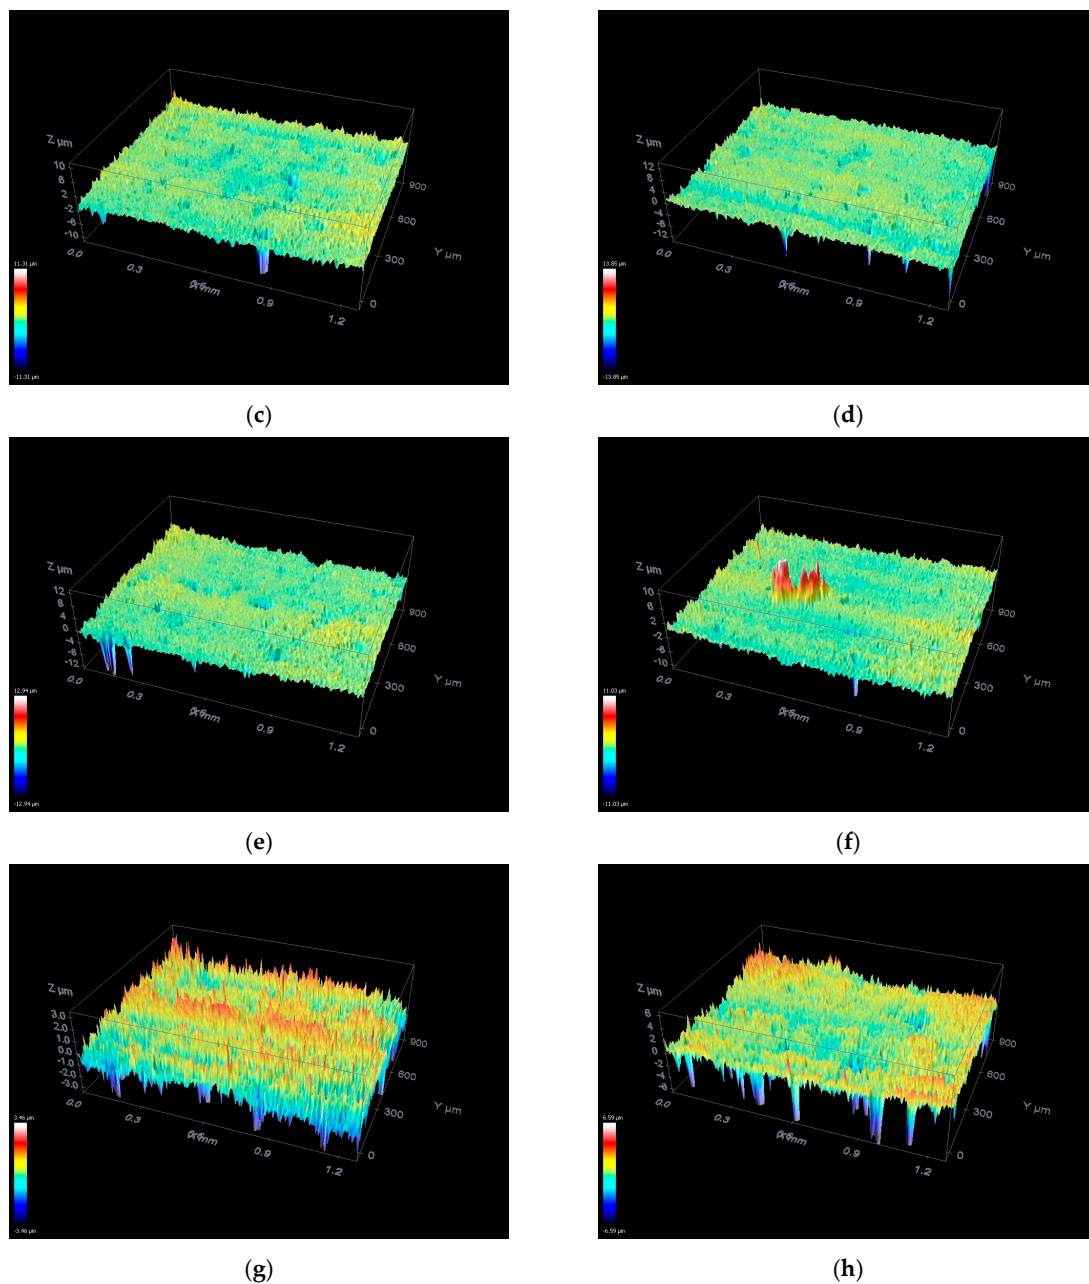 Z µm
10
6
2
-2
-6
-10
0.0
0.3
0.9
1.2
0
300
600
900
Y µm
11.31 µm
-11.31 µm
(c)
Z µm
12
8
4
0
-4
-8
-12
0.0
0.3
0.9
1.2
0
300
600
900
Y µm
13.85 µm
-13.85 µm
(d)
Z µm
12
8
4
0
-4
-8
-12
0.0
0.3
0.9
1.2
0
300
600
900
Y µm
12.94 µm
-12.94 µm
(e)
Z µm
10
6
2
-2
-6
-10
0.0
0.3
0.9
1.2
0
300
600
900
Y µm
11.03 µm
-11.03 µm
(f)
Z µm
3.0
2.0
1.0
0.0
-1.0
-2.0
-3.0
0.0
0.3
0.9
1.2
0
300
600
900
Y µm
3.46 µm
-3.46 µm
(g)
Z µm
6
4
2
0
-2
-4
-6
0.0
0.3
0.9
1.2
0
300
600
900
Y µm
6.59 µm
-6.59 µm
(h)